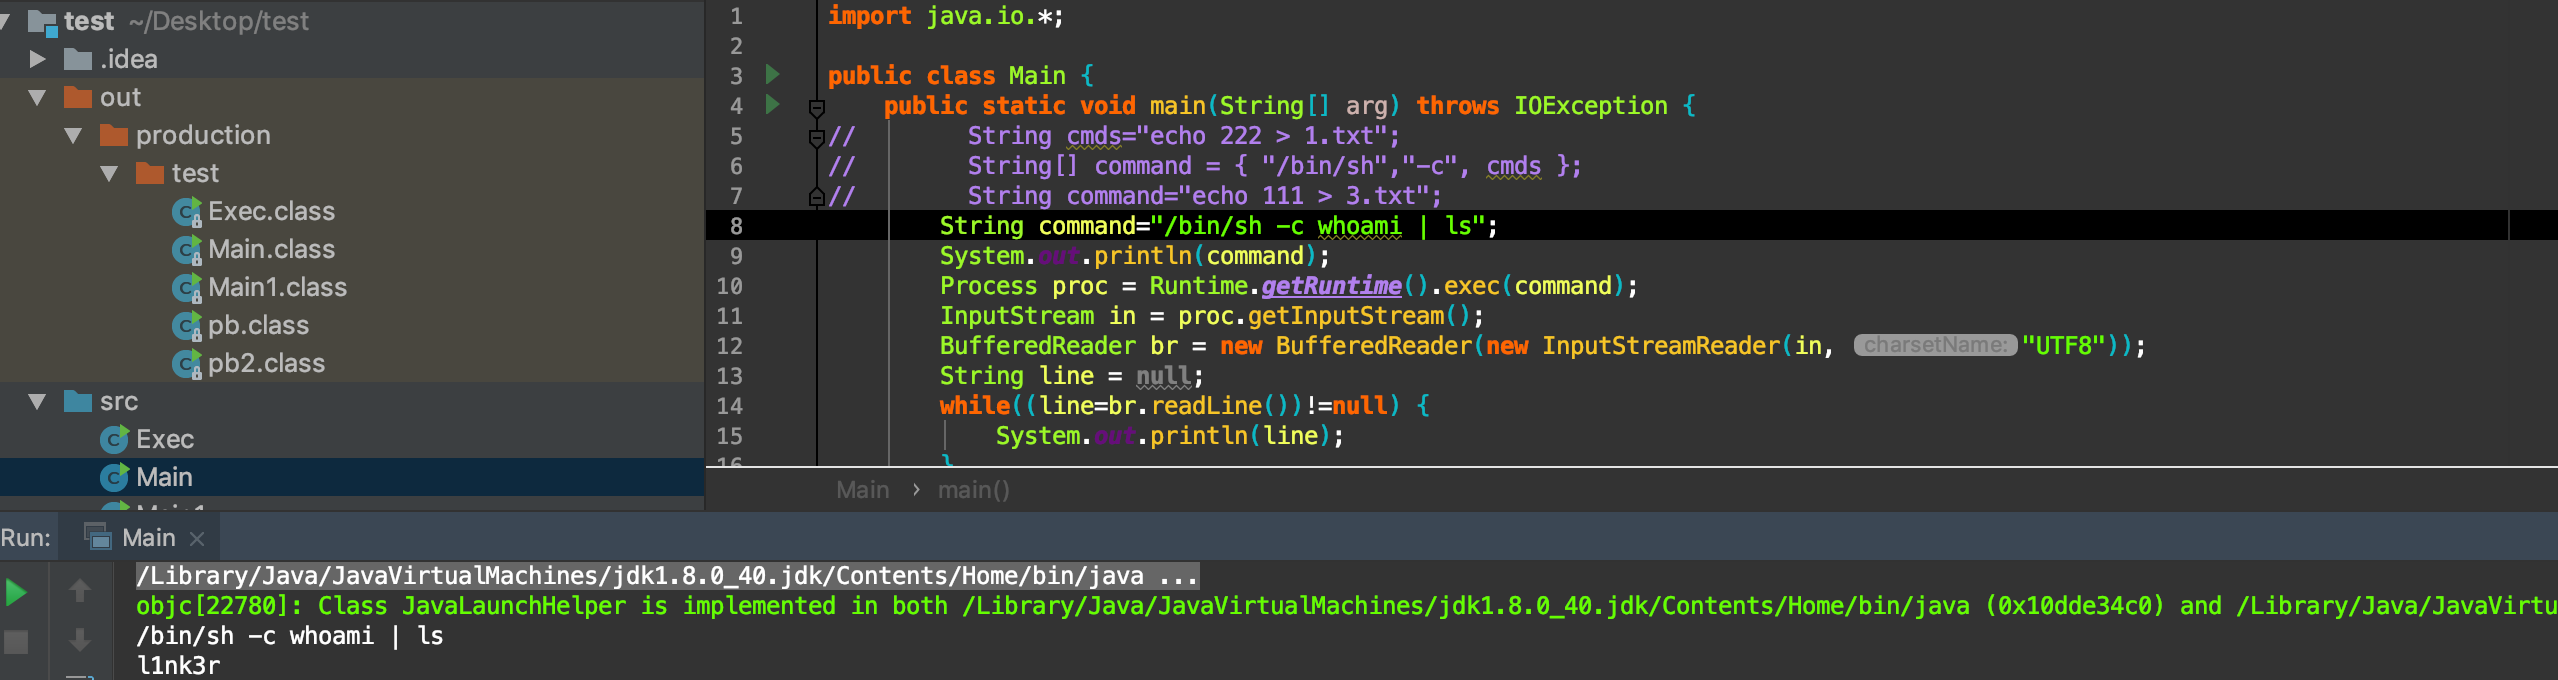 test ~/Desktop/test
.idea
out
production
test
Exec.class
Main.class
Main1.class
pb.class
pb2.class
src
Exec
Main
Main1
1 import java.io.*;
2
3 public class Main {
4 public static void main(String[] arg) throws IOException {
5 // String cmds="echo 222 > 1.txt";
6 // String[] command = { "/bin/sh","-c", cmds };
7 // String command="echo 111 > 3.txt";
8 String command="/bin/sh -c whoami | ls";
9 System.out.println(command);
10 Process proc = Runtime.getRuntime().exec(command);
11 InputStream in = proc.getInputStream();
12 BufferedReader br = new BufferedReader(new InputStreamReader(in, charsetName: "UTF8"));
13 String line = null;
14 while((line=br.readLine())!=null) {
15 System.out.println(line);
16 }
Main › main()
Run: Main ×
/Library/Java/JavaVirtualMachines/jdk1.8.0_40.jdk/Contents/Home/bin/java ...
objc[22780]: Class JavaLaunchHelper is implemented in both /Library/Java/JavaVirtualMachines/jdk1.8.0_40.jdk/Contents/Home/bin/java (0x10dde34c0) and /Library/Java/JavaVirtu
/bin/sh -c whoami | ls
l1nk3r